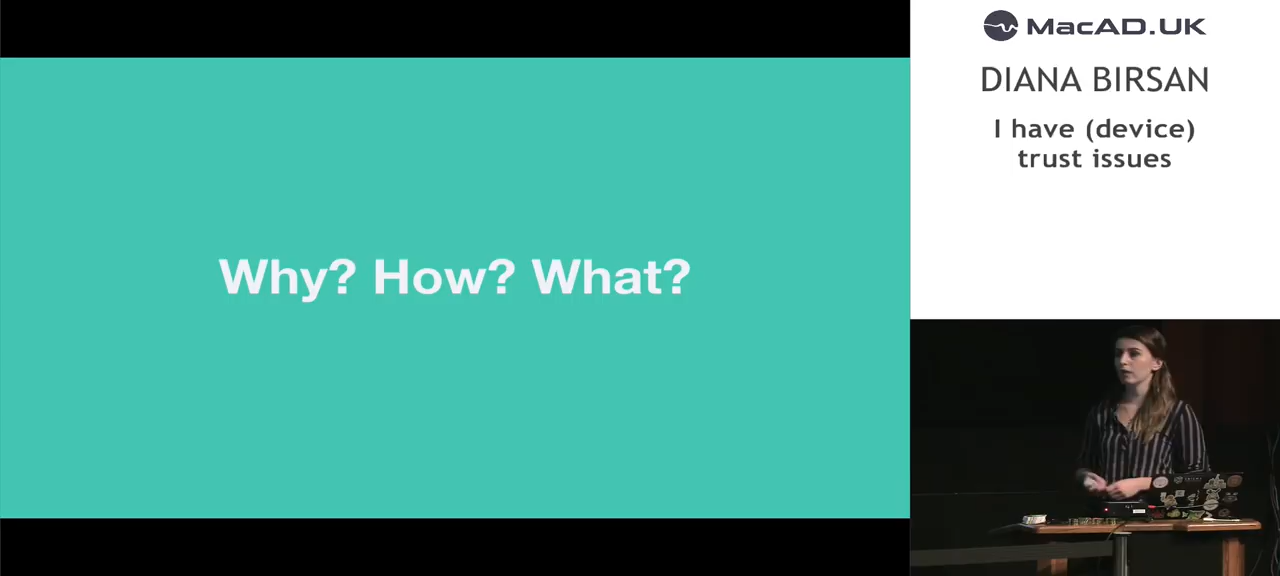 Why? How? What?
MacAD.UK
DIANA BIRSAN
I have (device)
trust issues